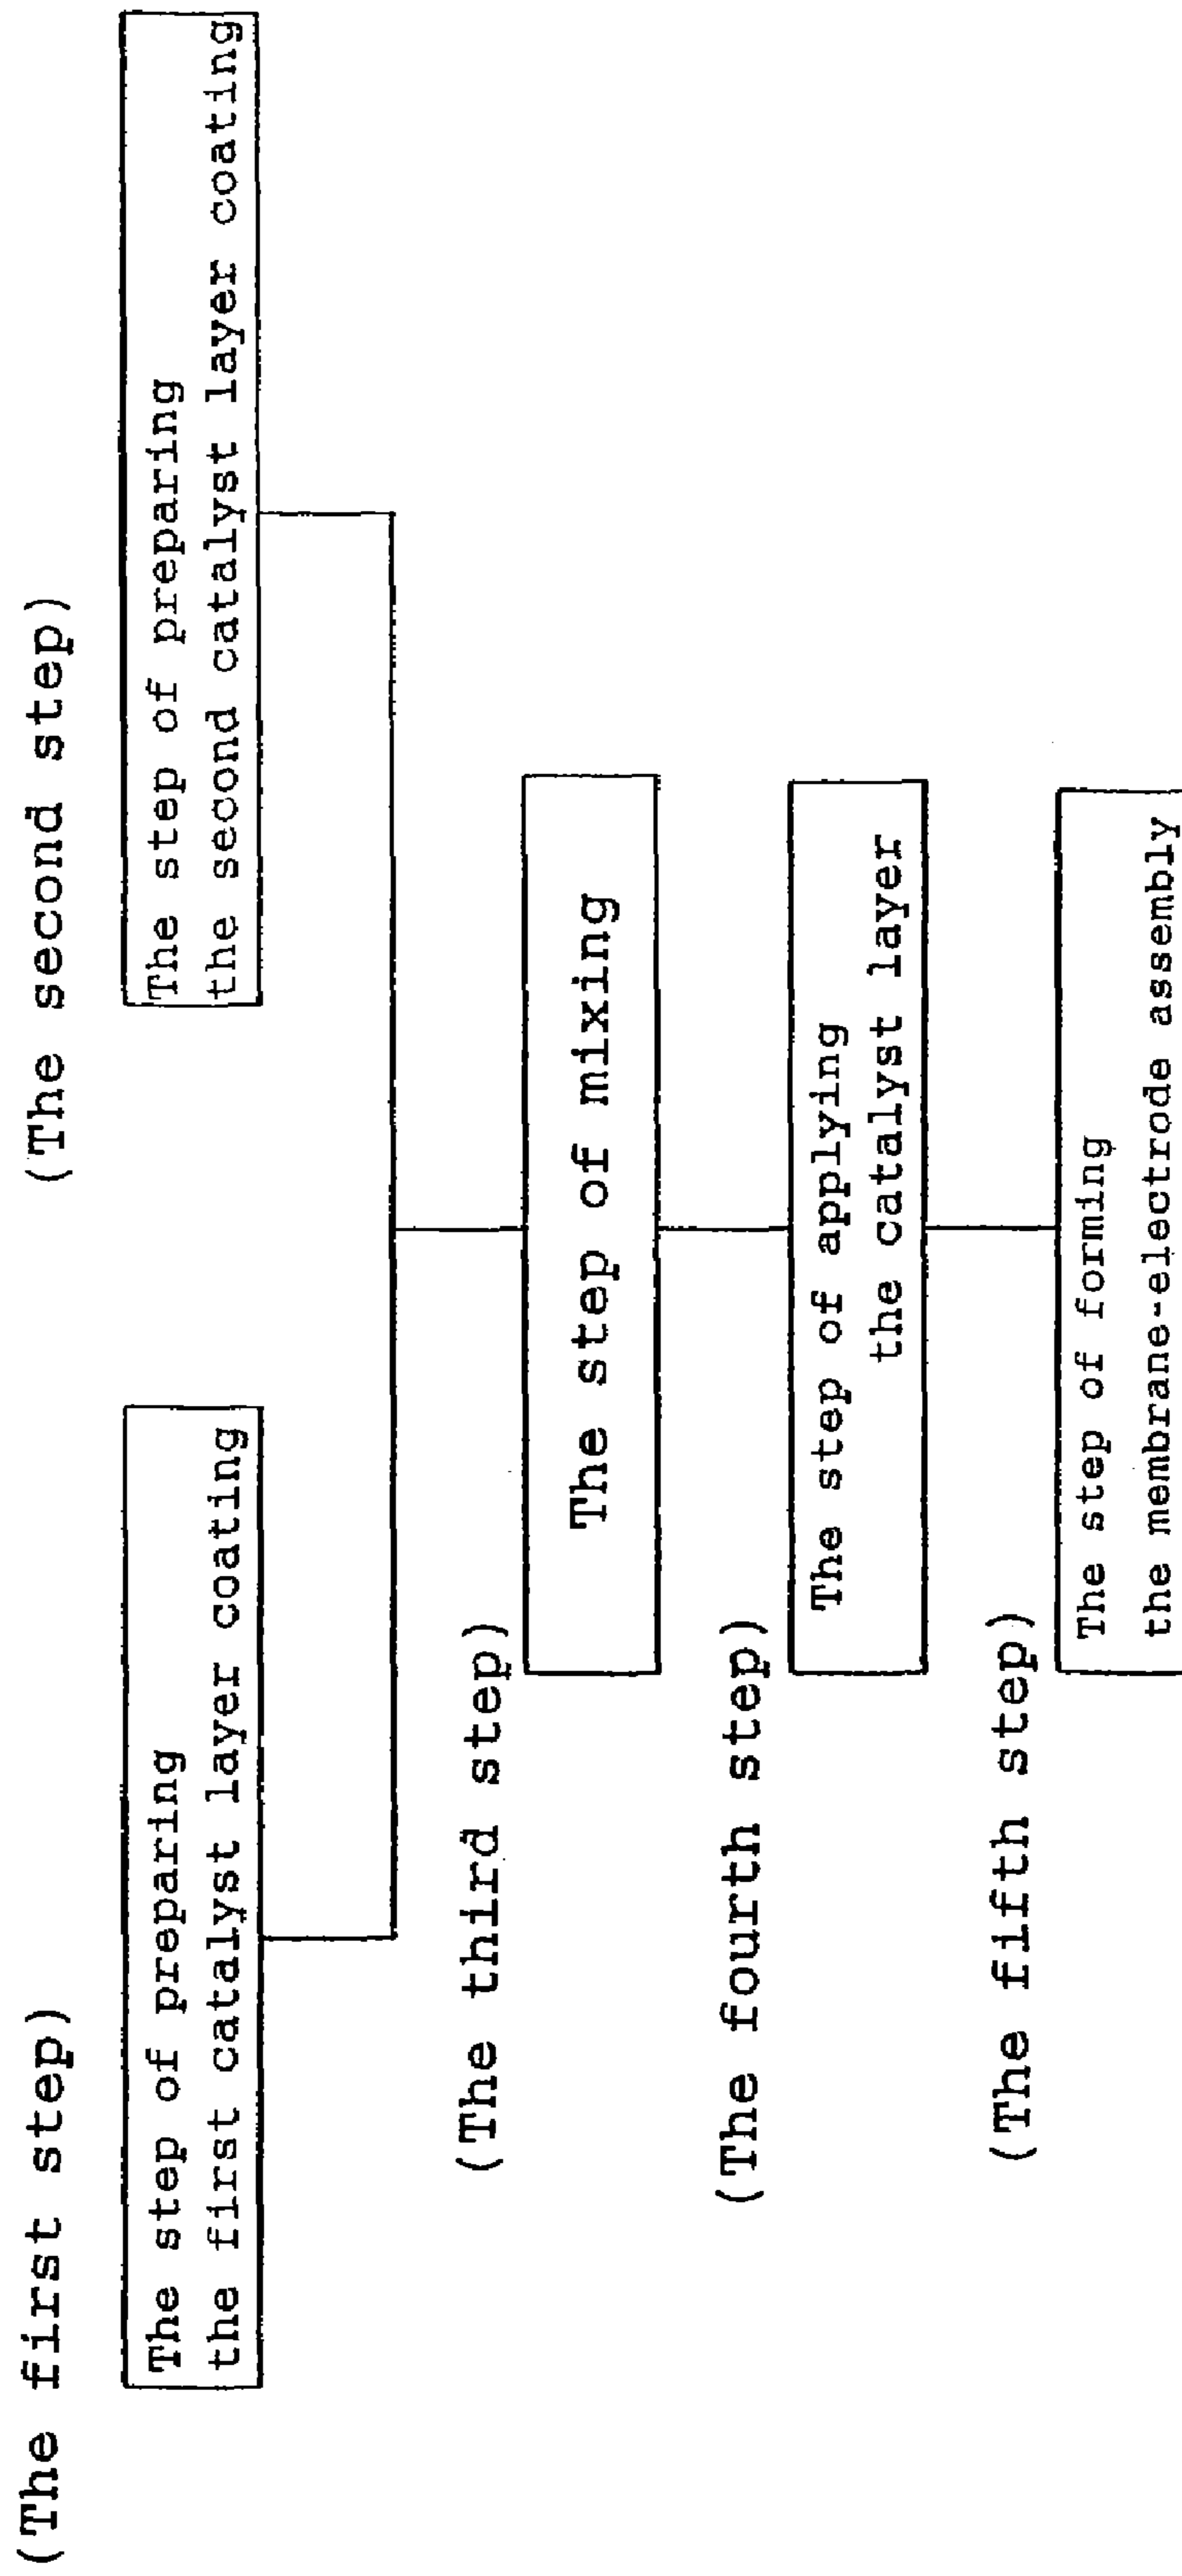 (The first step)
The step of preparing
the first catalyst layer coating
(The second step)
The step of preparing
the second catalyst layer coating
(The third step)
The step of mixing
(The fourth step)
The step of applying
the catalyst layer
(The fifth step)
The step of forming
the membrane-electrode assembly